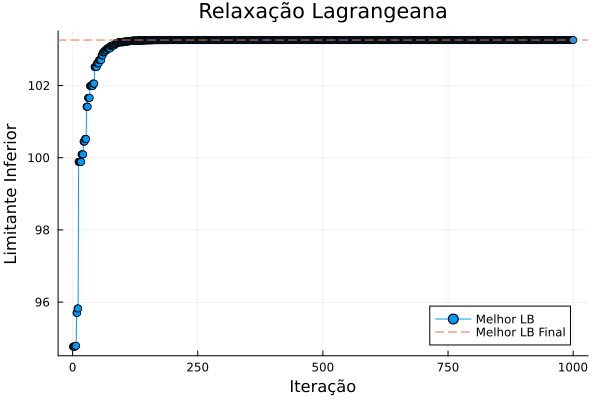 Relaxação Lagrangeana
Limitante Inferior
102
100
98
96
0
250
500
750
1000
Iteração
Melhor LB
Melhor LB Final